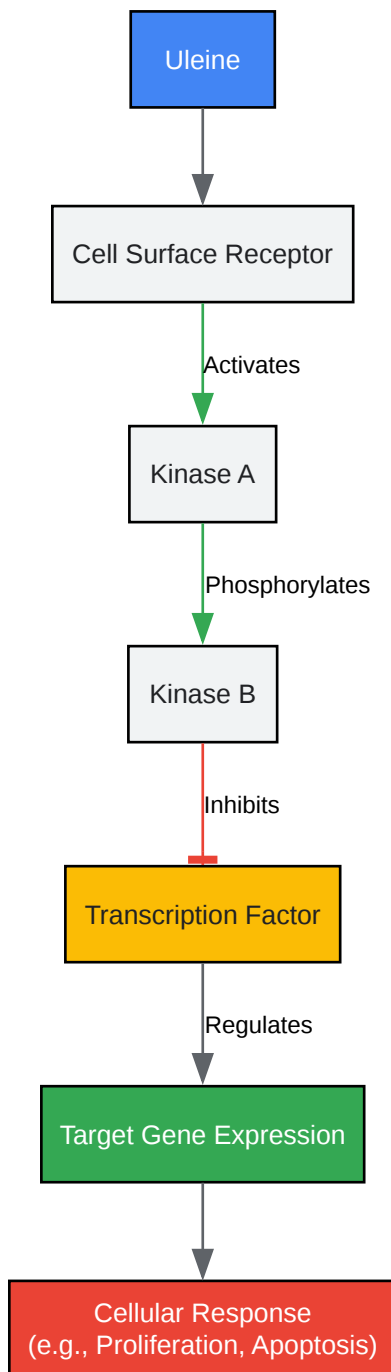 Uleine
Cell Surface Receptor
Activates
Kinase A
Phosphorylates
Kinase B
Inhibits
Transcription Factor
Regulates
Target Gene Expression
Cellular Response
(e.g., Proliferation, Apoptosis)